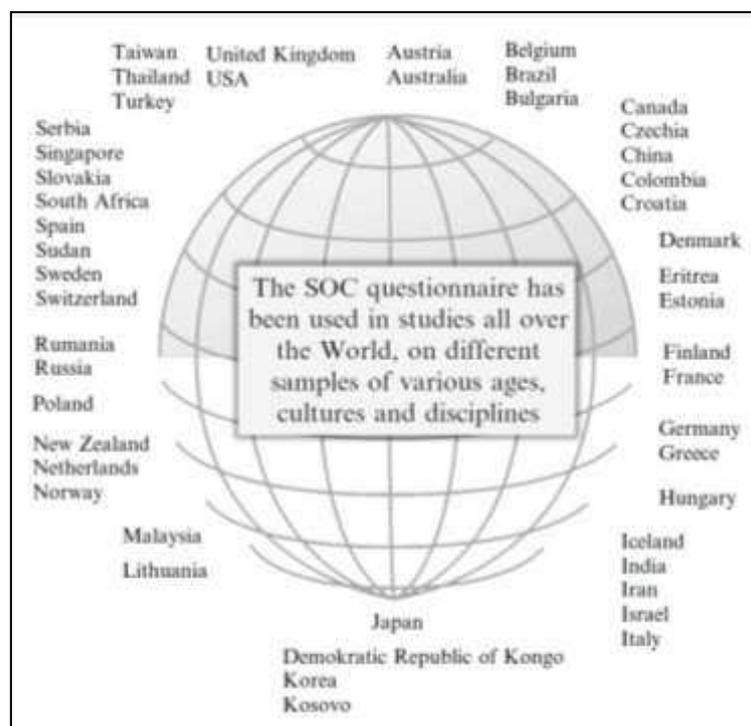 Taiwan
Thailand
Turkey
United Kingdom
USA
Austria
Australia
Belgium
Brazil
Bulgaria
Canada
Czechia
China
Colombia
Croatia
Denmark
Eritrea
Estonia
Finland
France
Germany
Greece
Hungary
Iceland
India
Iran
Israel
Italy
Japan
Demokratic Republic of Kongo
Korea
Kosovo
Lithuania
Malaysia
New Zealand
Netherlands
Norway
Poland
Rumania
Russia
Serbia
Singapore
Slovakia
South Africa
Spain
Sudan
Sweden
Switzerland
The SOC questionnaire has
been used in studies all over
the World, on different
samples of various ages,
cultures and disciplines